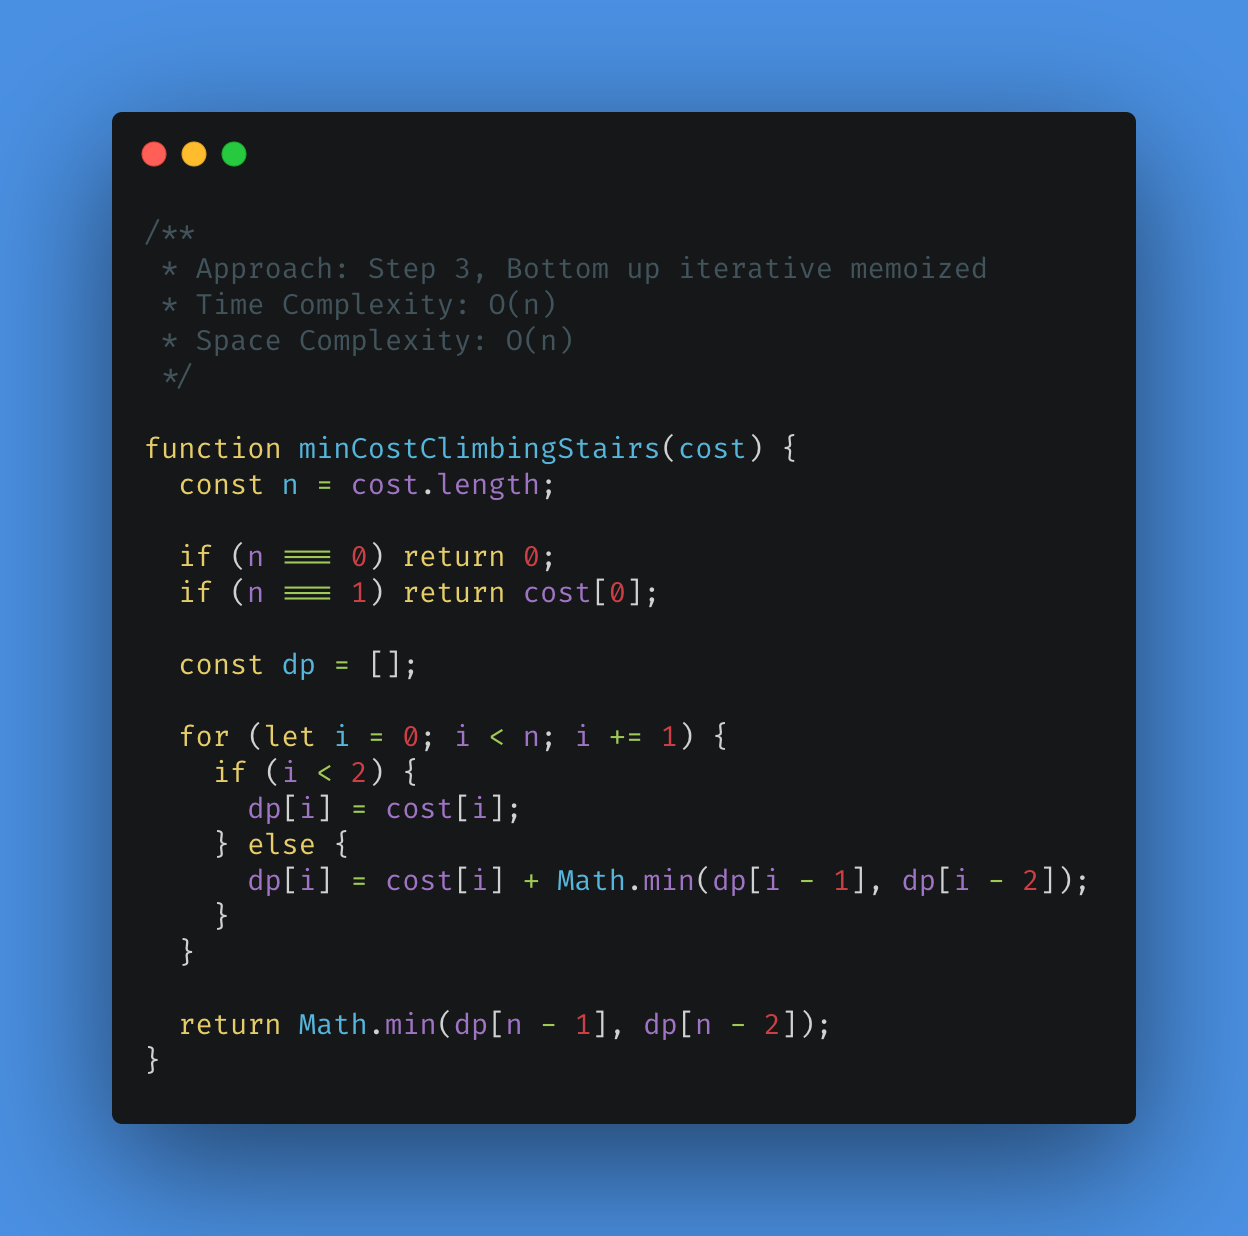 /**
 * Approach: Step 3, Bottom up iterative memoized
 * Time Complexity: O(n)
 * Space Complexity: O(n)
 */
function minCostClimbingStairs(cost) {
  const n = cost.length;
  if (n === 0) return 0;
  if (n === 1) return cost[0];
  const dp = [];
  for (let i = 0; i < n; i += 1) {
    if (i < 2) {
      dp[i] = cost[i];
    } else {
      dp[i] = cost[i] + Math.min(dp[i - 1], dp[i - 2]);
    }
  }
  return Math.min(dp[n - 1], dp[n - 2]);
}